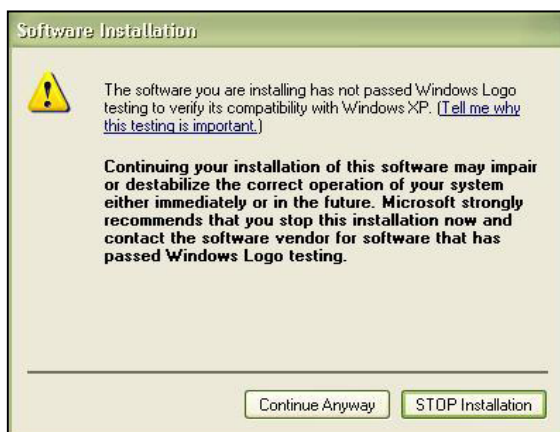 Software Installation
The software you are installing has not passed Windows Logo
testing to verify its compatibility with Windows XP. (Tell me why
this testing is important.)
Continuing your installation of this software may impair
or destabilize the correct operation of your system
either immediately or in the future. Microsoft strongly
recommends that you stop this installation now and
contact the software vendor for software that has
passed Windows Logo testing.
Continue Anyway
STOP Installation